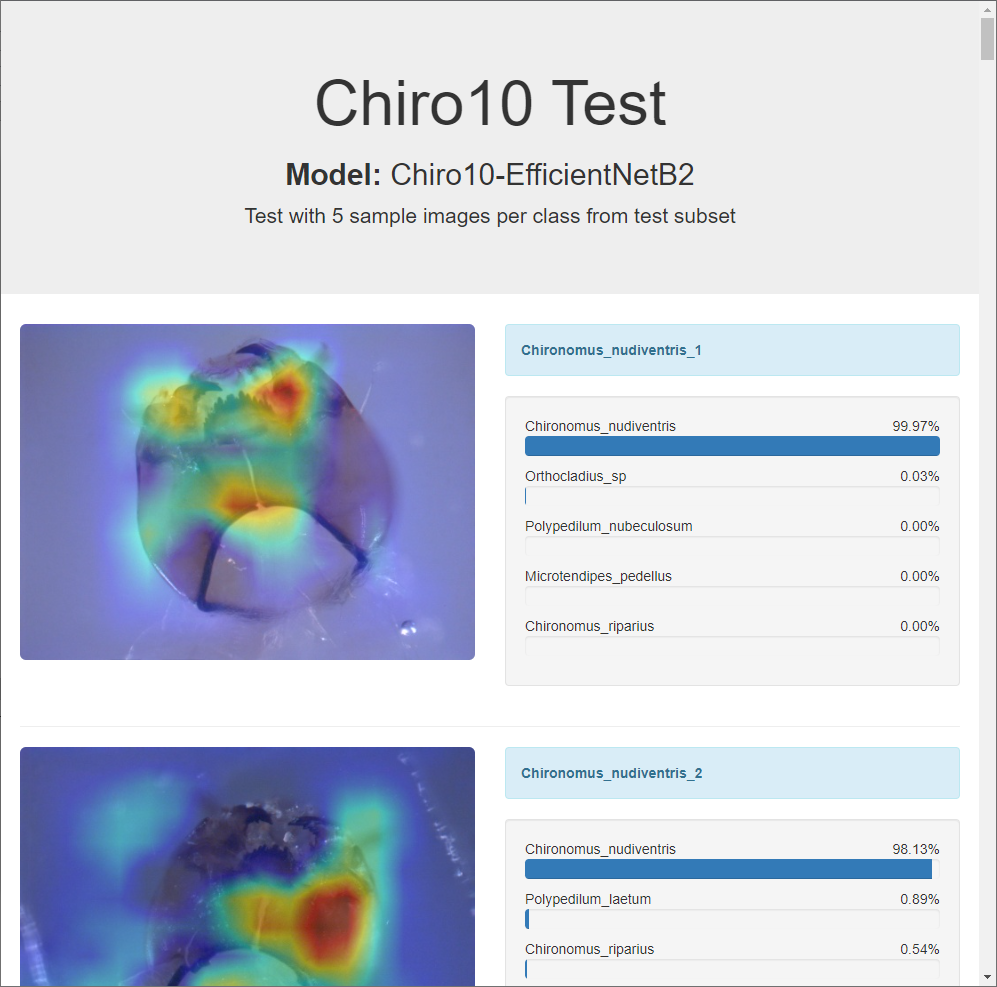 Chiro10 Test
Model: Chiro10-EfficientNetB2
Test with 5 sample images per class from test subset
Chironomus_nudiventris_1
Chironomus_nudiventris 99.97%
Orthocladius_sp 0.03%
Polypedilum_nubeculosum 0.00%
Microtendipes_pedellus 0.00%
Chironomus_riparius 0.00%
Chironomus_nudiventris_2
Chironomus_nudiventris 98.13%
Polypedilum_laetum 0.89%
Chironomus_riparius 0.54%